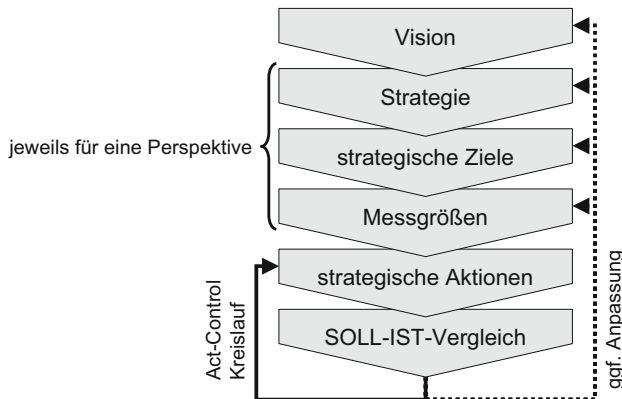 Vision
Strategie
jeweils für eine Perspektive
strategische Ziele
Messgrößen
strategische Aktionen
SOLL-IST-Vergleich
Act-Control
Kreislauf
ggf. Anpassung